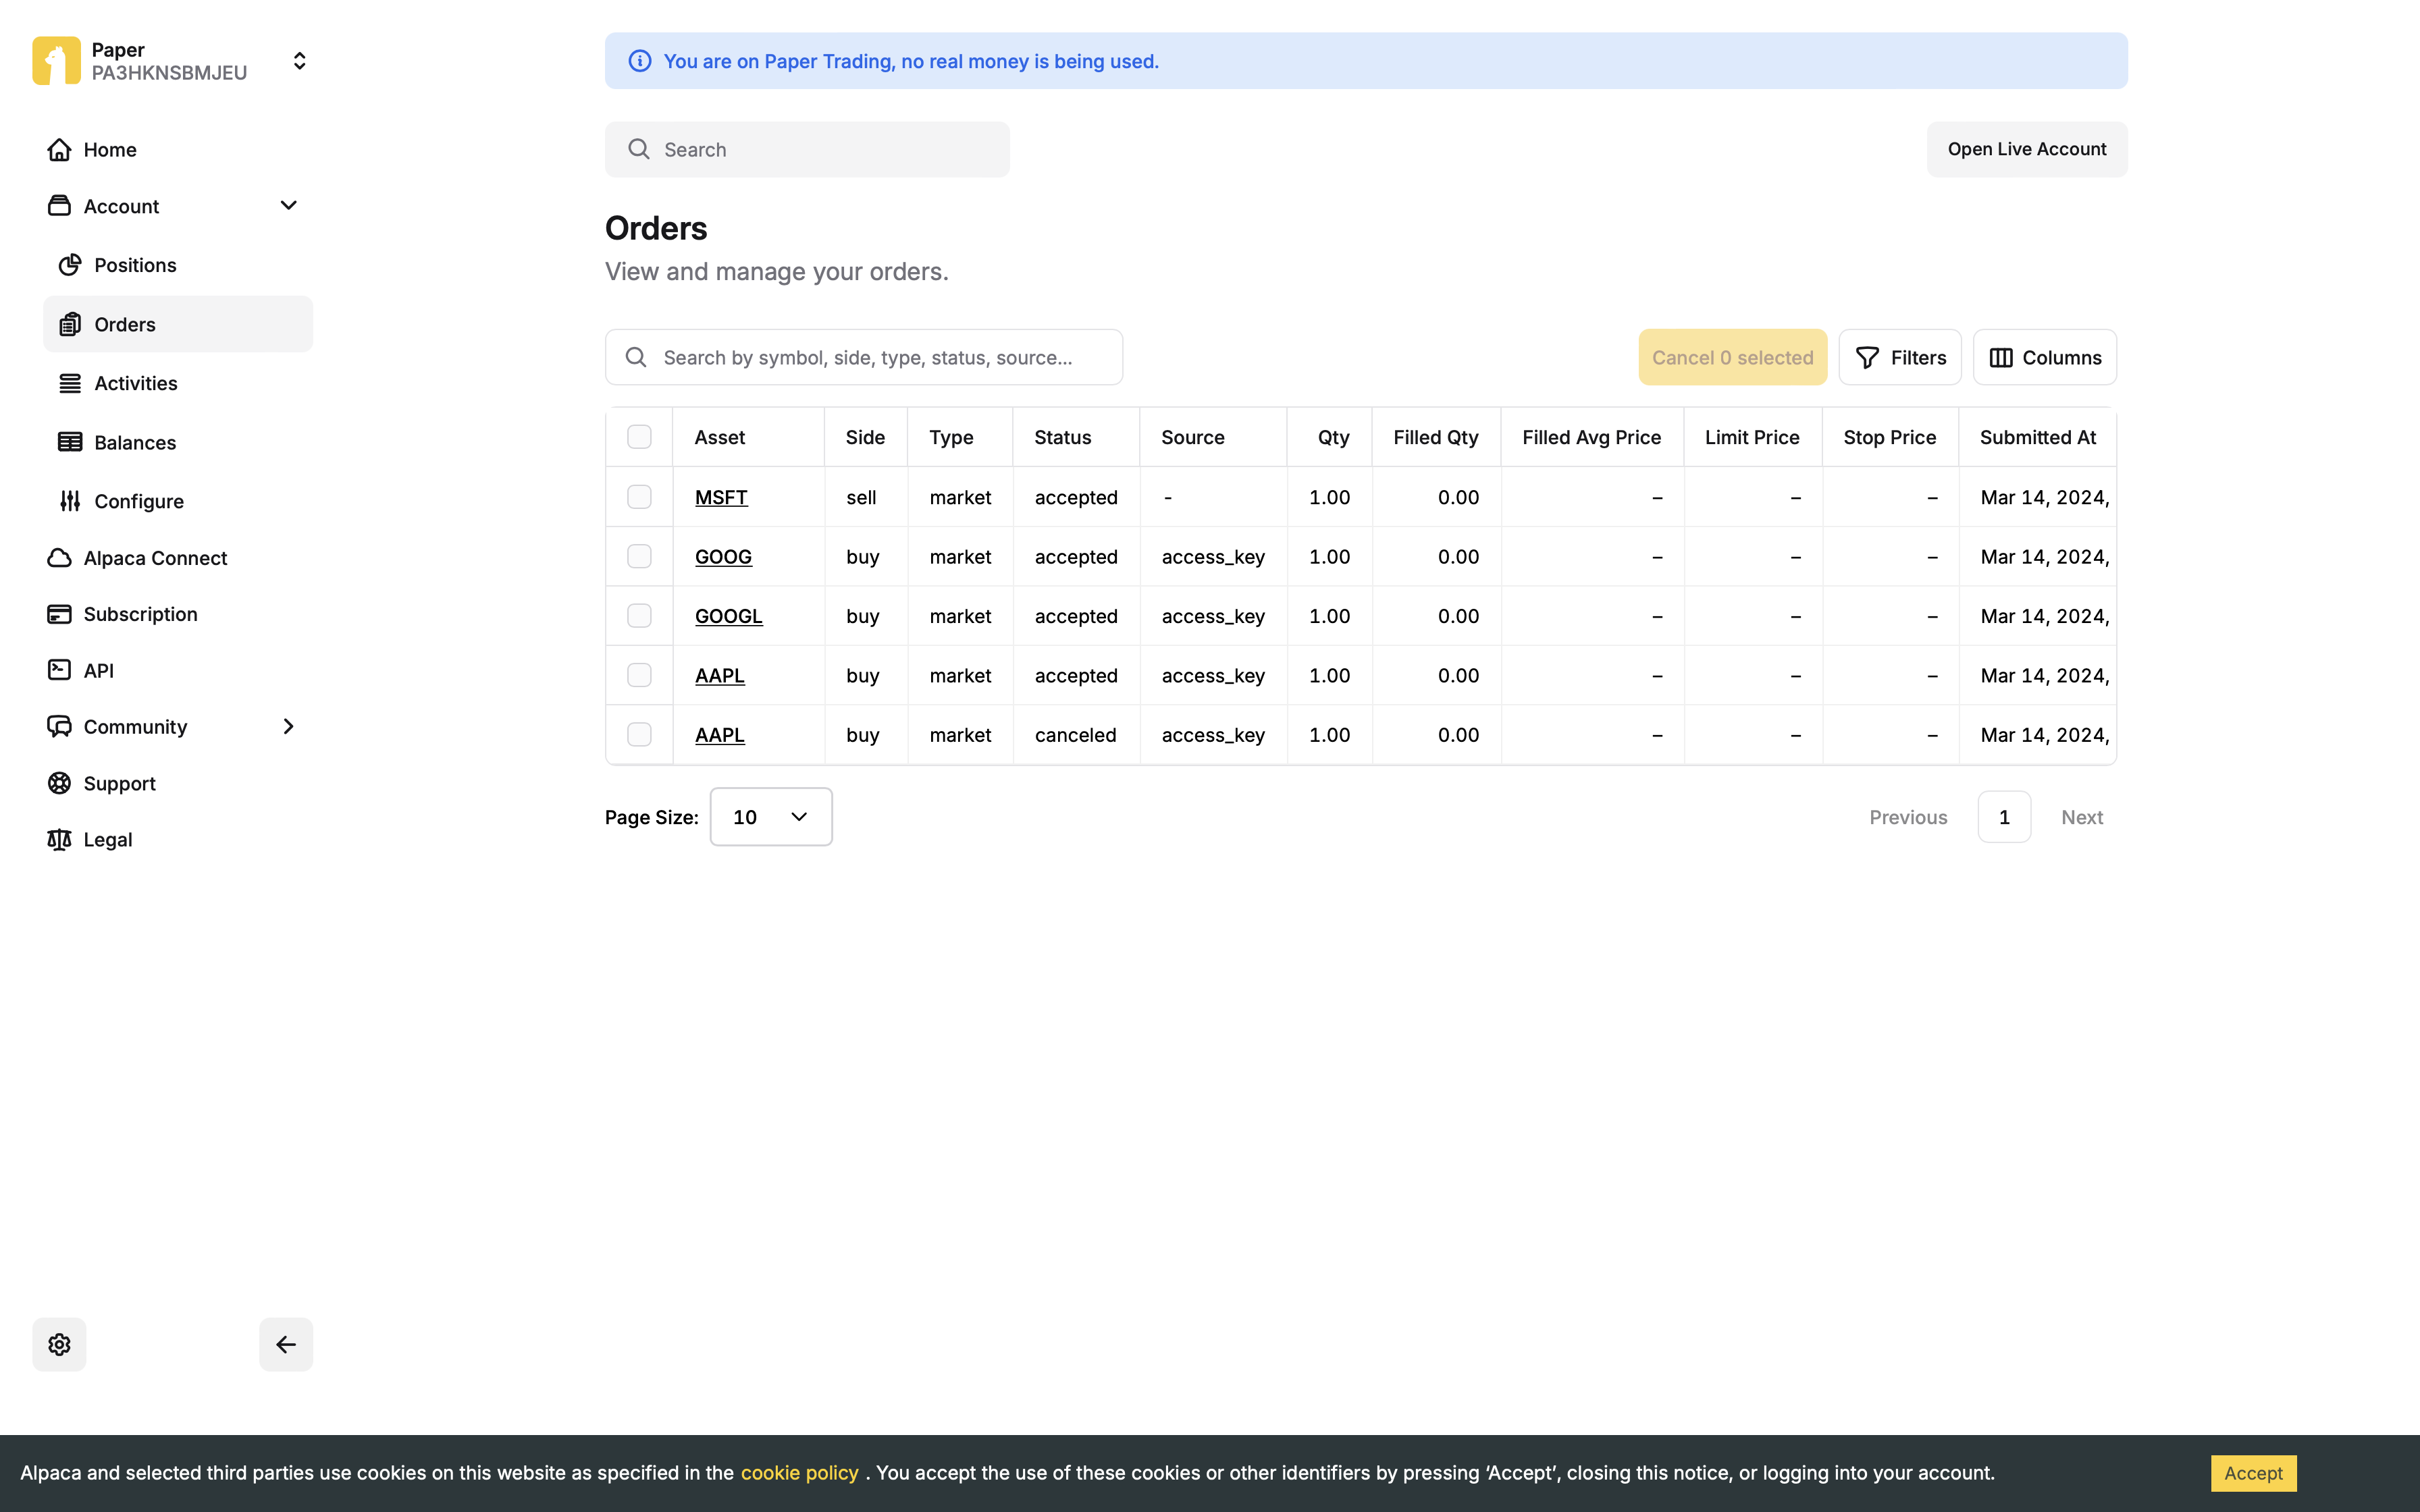 Paper
PA3HKNSBMJEU
Home
Account
Positions
Orders
Activities
Balances
Configure
Alpaca Connect
Subscription
API
Community
Support
Legal
You are on Paper Trading, no real money is being used.
Search
Open Live Account
Orders
View and manage your orders.
Search by symbol, side, type, status, source...
Cancel 0 selected
Filters
Columns
Asset Side Type Status Source Qty Filled Qty Filled Avg Price Limit Price Stop Price Submitted At
MSFT sell market accepted - 1.00 0.00 – – – Mar 14, 2024,
GOOG buy market accepted access_key 1.00 0.00 – – – Mar 14, 2024,
GOOGL buy market accepted access_key 1.00 0.00 – – – Mar 14, 2024,
AAPL buy market accepted access_key 1.00 0.00 – – – Mar 14, 2024,
AAPL buy market canceled access_key 1.00 0.00 – – – Mar 14, 2024,
Page Size: 10
Previous 1 Next
Alpaca and selected third parties use cookies on this website as specified in the cookie policy . You accept the use of these cookies or other identifiers by pressing ‘Accept’, closing this notice, or logging into your account.
Accept